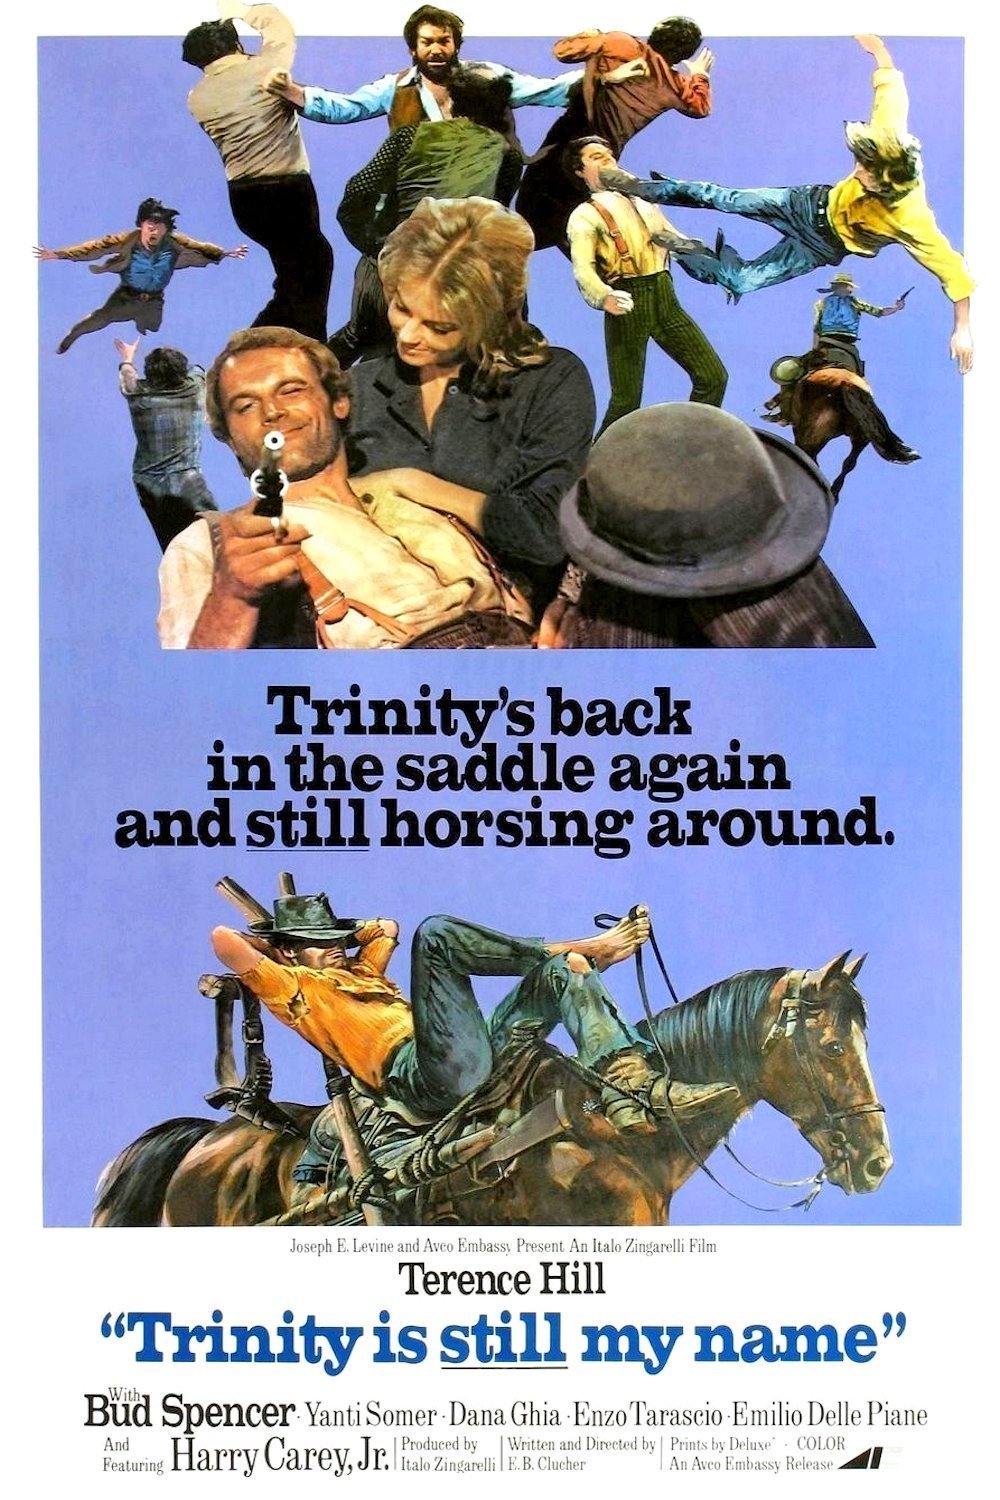 Trinity's back
in the saddle again
and still horsing around.
Joseph E. Levine and Avco Embassy Present An Italo Zingarelli Film
Terence Hill
“Trinity is still my name”
With
Bud Spencer · Yanti Somer · Dana Ghia · Enzo Tarascio · Emilio Delle Piane
And
Featuring Harry Carey, Jr. | Produced by
Italo Zingarelli | Written and Directed by
E.B. Clucher | Prints by Deluxe® · COLOR
An Avco Embassy Release